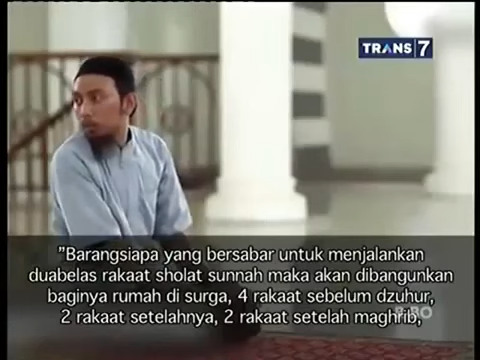 TRANS 7
"Barangsiapa yang bersabar untuk menjalankan
duabelas rakaat sholat sunnah maka akan dibangunkan
baginya rumah di surga, 4 rakaat sebelum dzuhur,
2 rakaat setelahnya, 2 rakaat setelah maghrib,